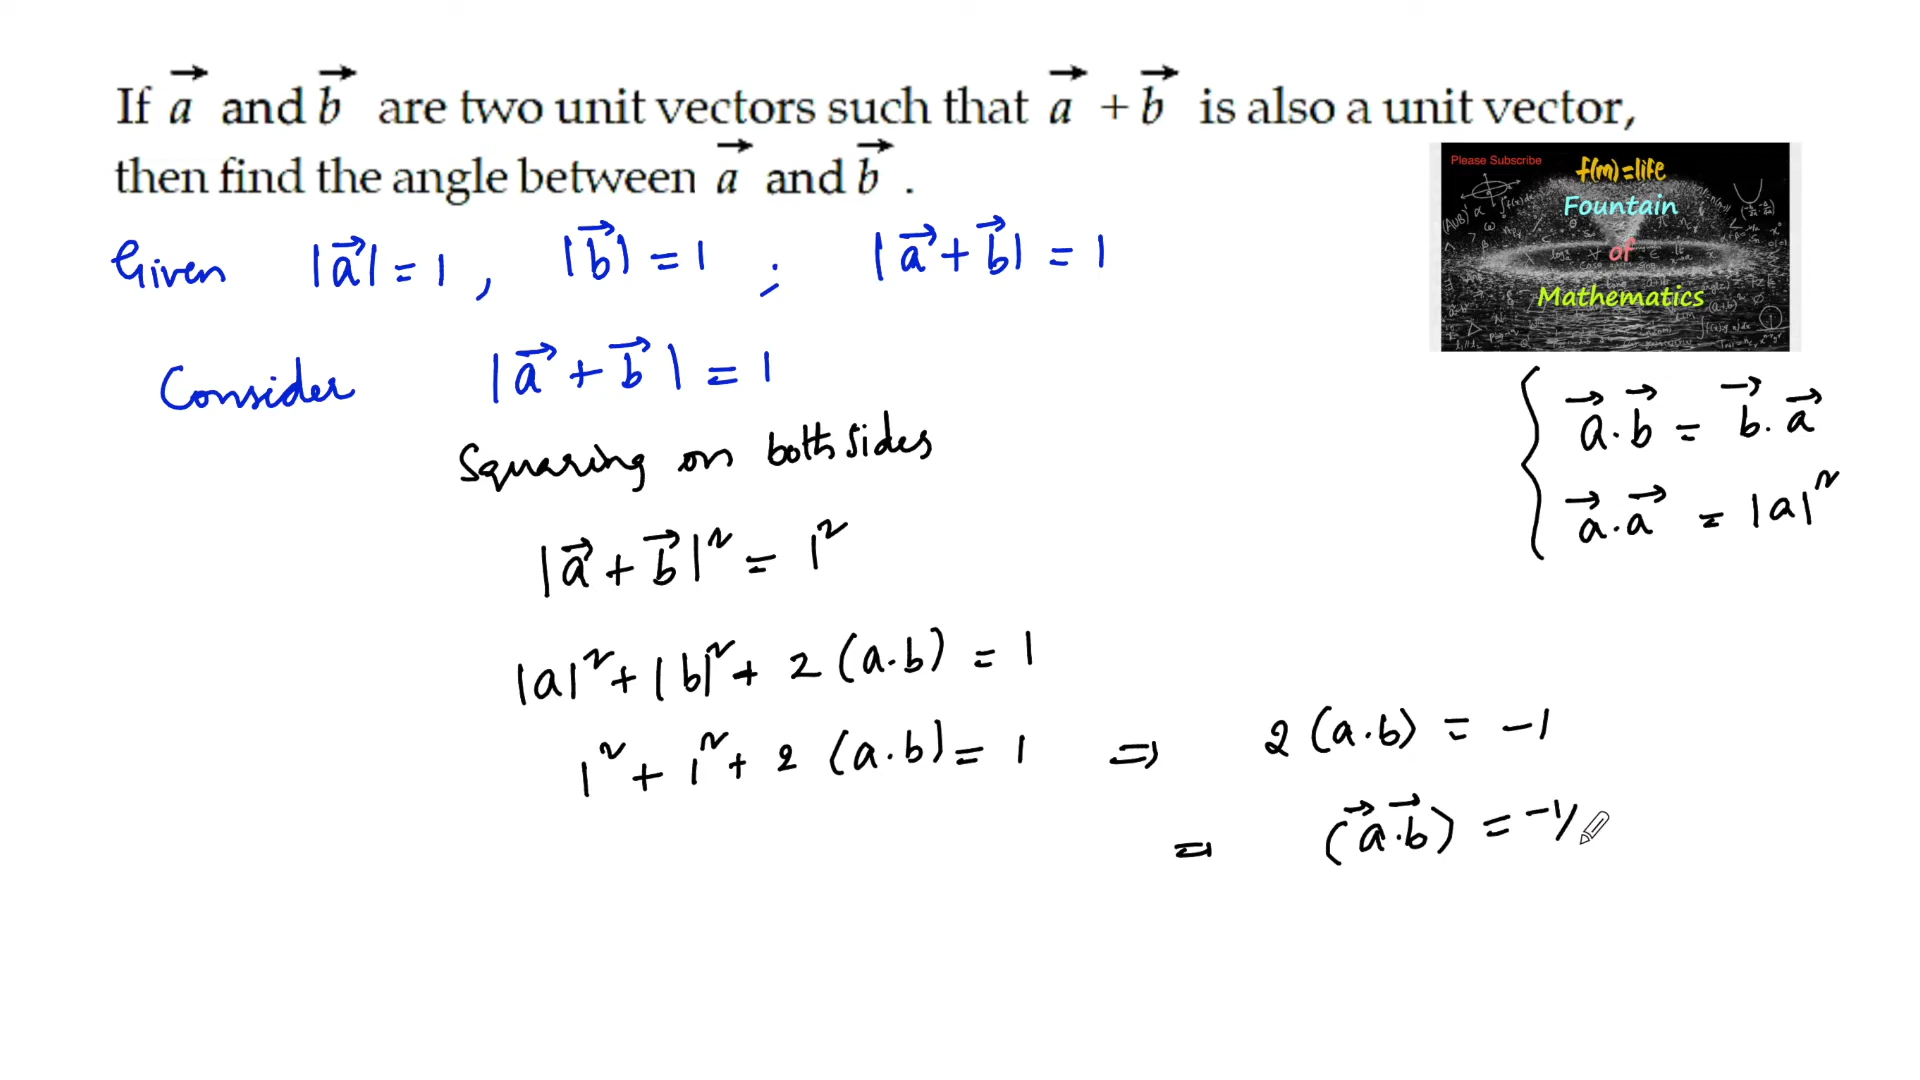 If a⃗ and b⃗ are two unit vectors such that a⃗ + b⃗ is also a unit vector,
then find the angle between a⃗ and b⃗ .
Please Subscribe
f(m)=life
Fountain
of
Mathematics
Given |a⃗| = 1 , |b⃗| = 1 ; |a⃗ + b⃗| = 1
Consider |a⃗ + b⃗| = 1
Squaring on both sides
a⃗ . b⃗ = b⃗ . a⃗
a⃗ . a⃗ = |a|²
|a⃗ + b⃗|² = 1²
|a|² + |b|² + 2 (a.b) = 1
1² + 1² + 2 (a.b) = 1 ⇒ 2 (a.b) = -1
= (a⃗ . b⃗) = -1/